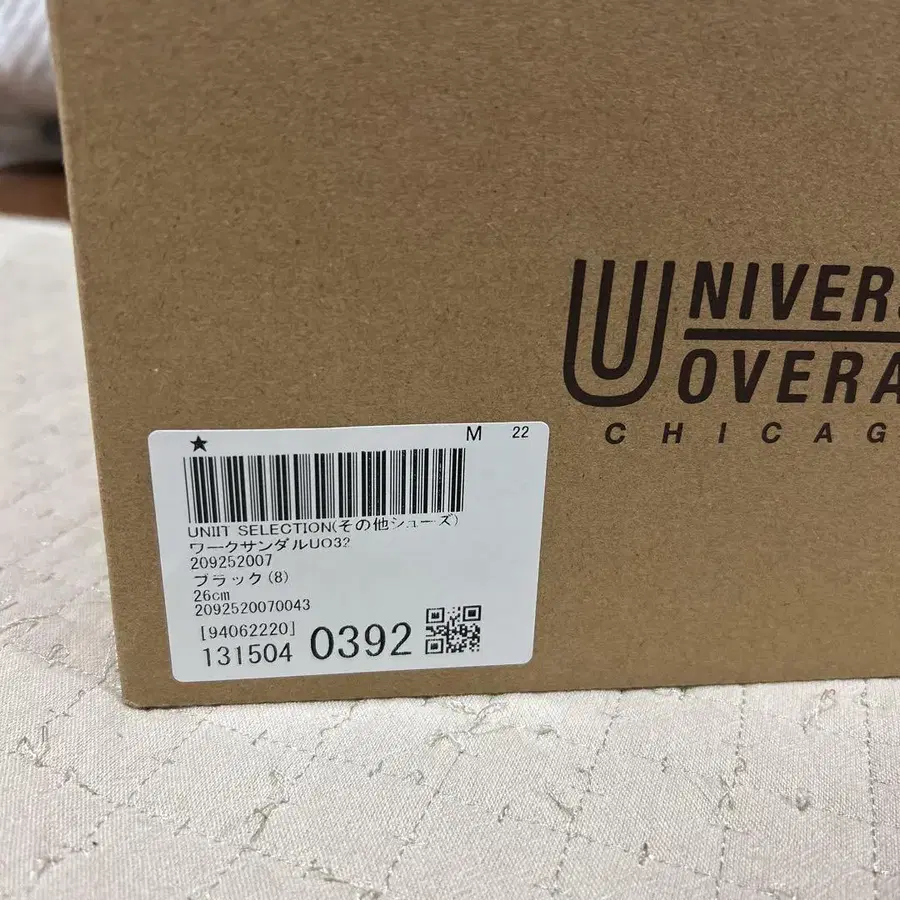 UNIVERS
OVERA
CHICAG
★ M 22
UNIIT SELECTION(その他シューズ)
ワークサンダルUO32
209252007
ブラック(8)
26cm
2092520070043
[94062220]
131504 0392